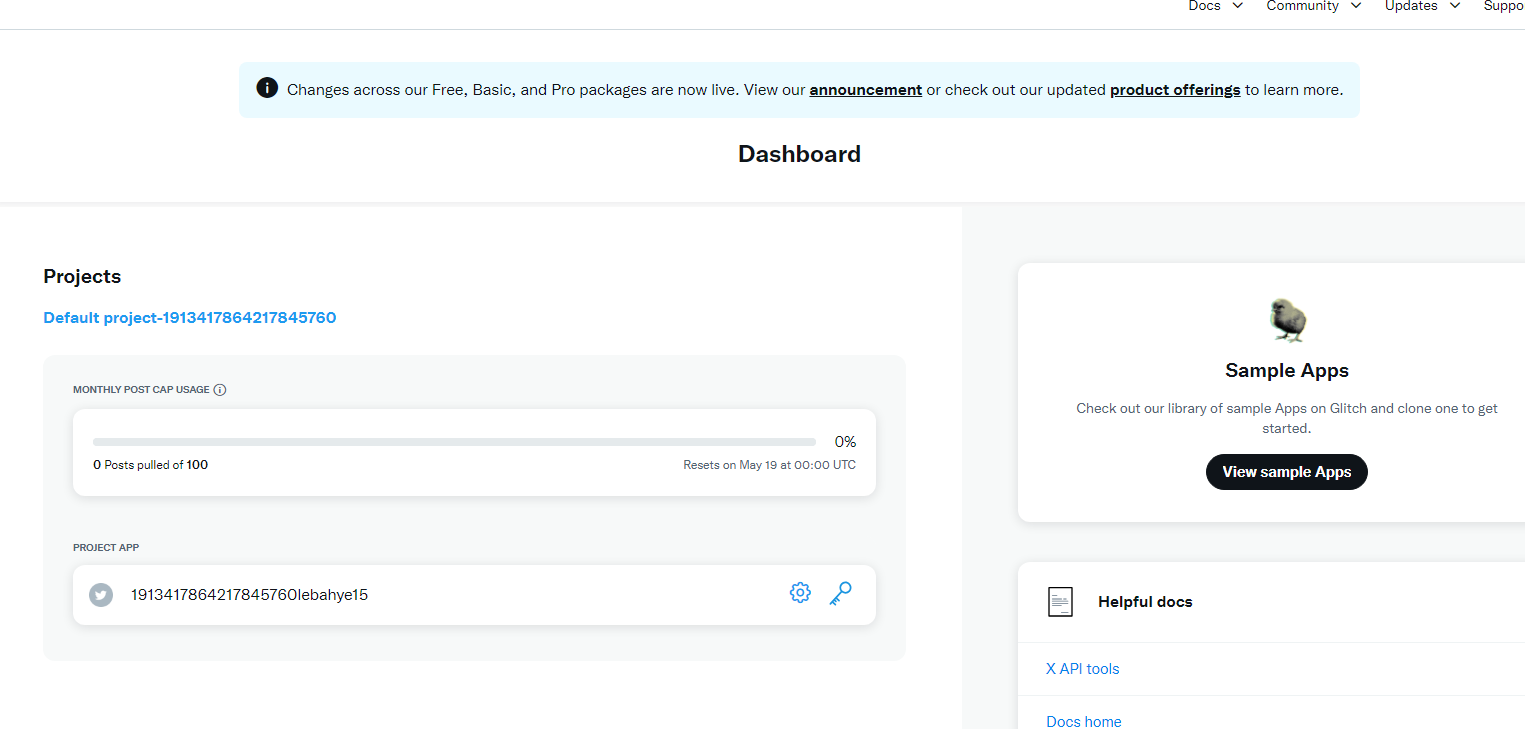 Docs Community Updates Suppo
Changes across our Free, Basic, and Pro packages are now live. View our announcement or check out our updated product offerings to learn more.
Dashboard
Projects
Default project-1913417864217845760
MONTHLY POST CAP USAGE
0%
0 Posts pulled of 100
Resets on May 19 at 00:00 UTC
PROJECT APP
1913417864217845760lebahye15
Sample Apps
Check out our library of sample Apps on Glitch and clone one to get
started.
View sample Apps
Helpful docs
X API tools
Docs home